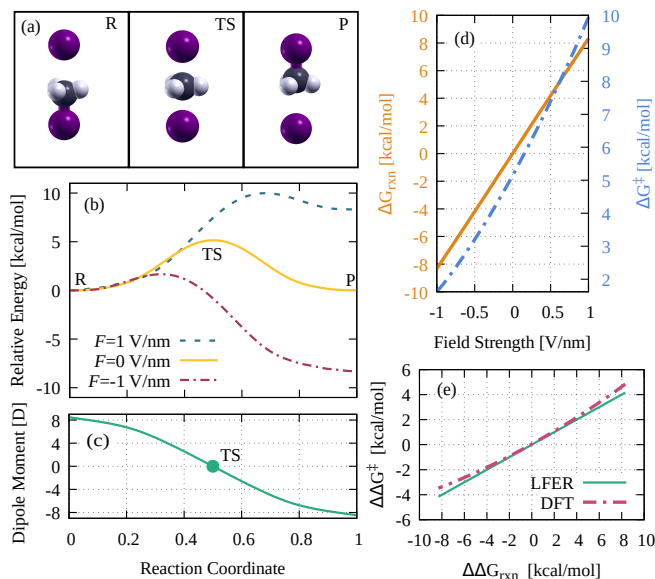 (a)
R
TS
P
Relative Energy [kcal/mol]
10
5
0
-5
-10
(b)
R
TS
P
F=1 V/nm
F=0 V/nm
F=-1 V/nm
Dipole Moment [D]
8
4
0
-4
-8
(c)
TS
0
0.2
0.4
0.6
0.8
1
Reaction Coordinate
(d)
ΔGrxn [kcal/mol]
10
8
6
4
2
0
-2
-4
-6
-8
-10
ΔG‡ [kcal/mol]
10
9
8
7
6
5
4
3
2
-1
-0.5
0
0.5
1
Field Strength [V/nm]
(e)
ΔΔG‡ [kcal/mol]
6
4
2
0
-2
-4
-6
LFER
DFT
-10 -8 -6 -4 -2 0 2 4 6 8 10
ΔΔGrxn [kcal/mol]